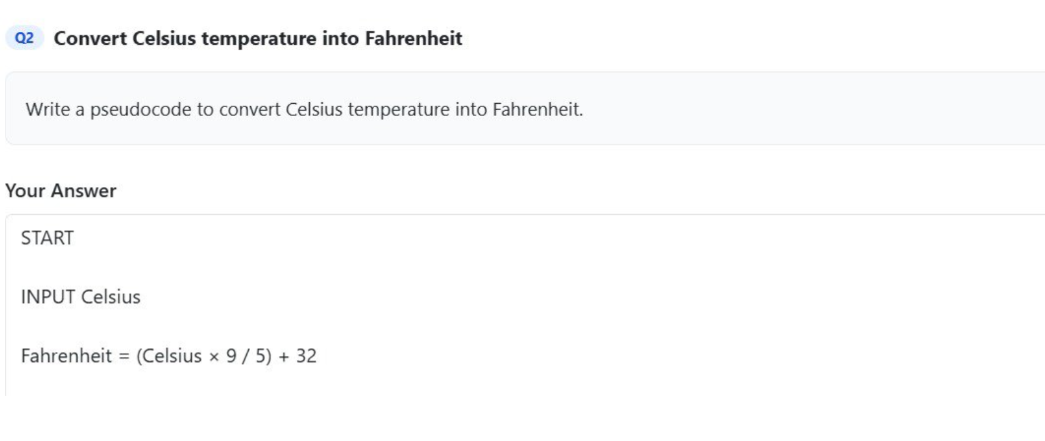 Q2 Convert Celsius temperature into Fahrenheit
Write a pseudocode to convert Celsius temperature into Fahrenheit.
Your Answer
START
INPUT Celsius
Fahrenheit = (Celsius × 9 / 5) + 32